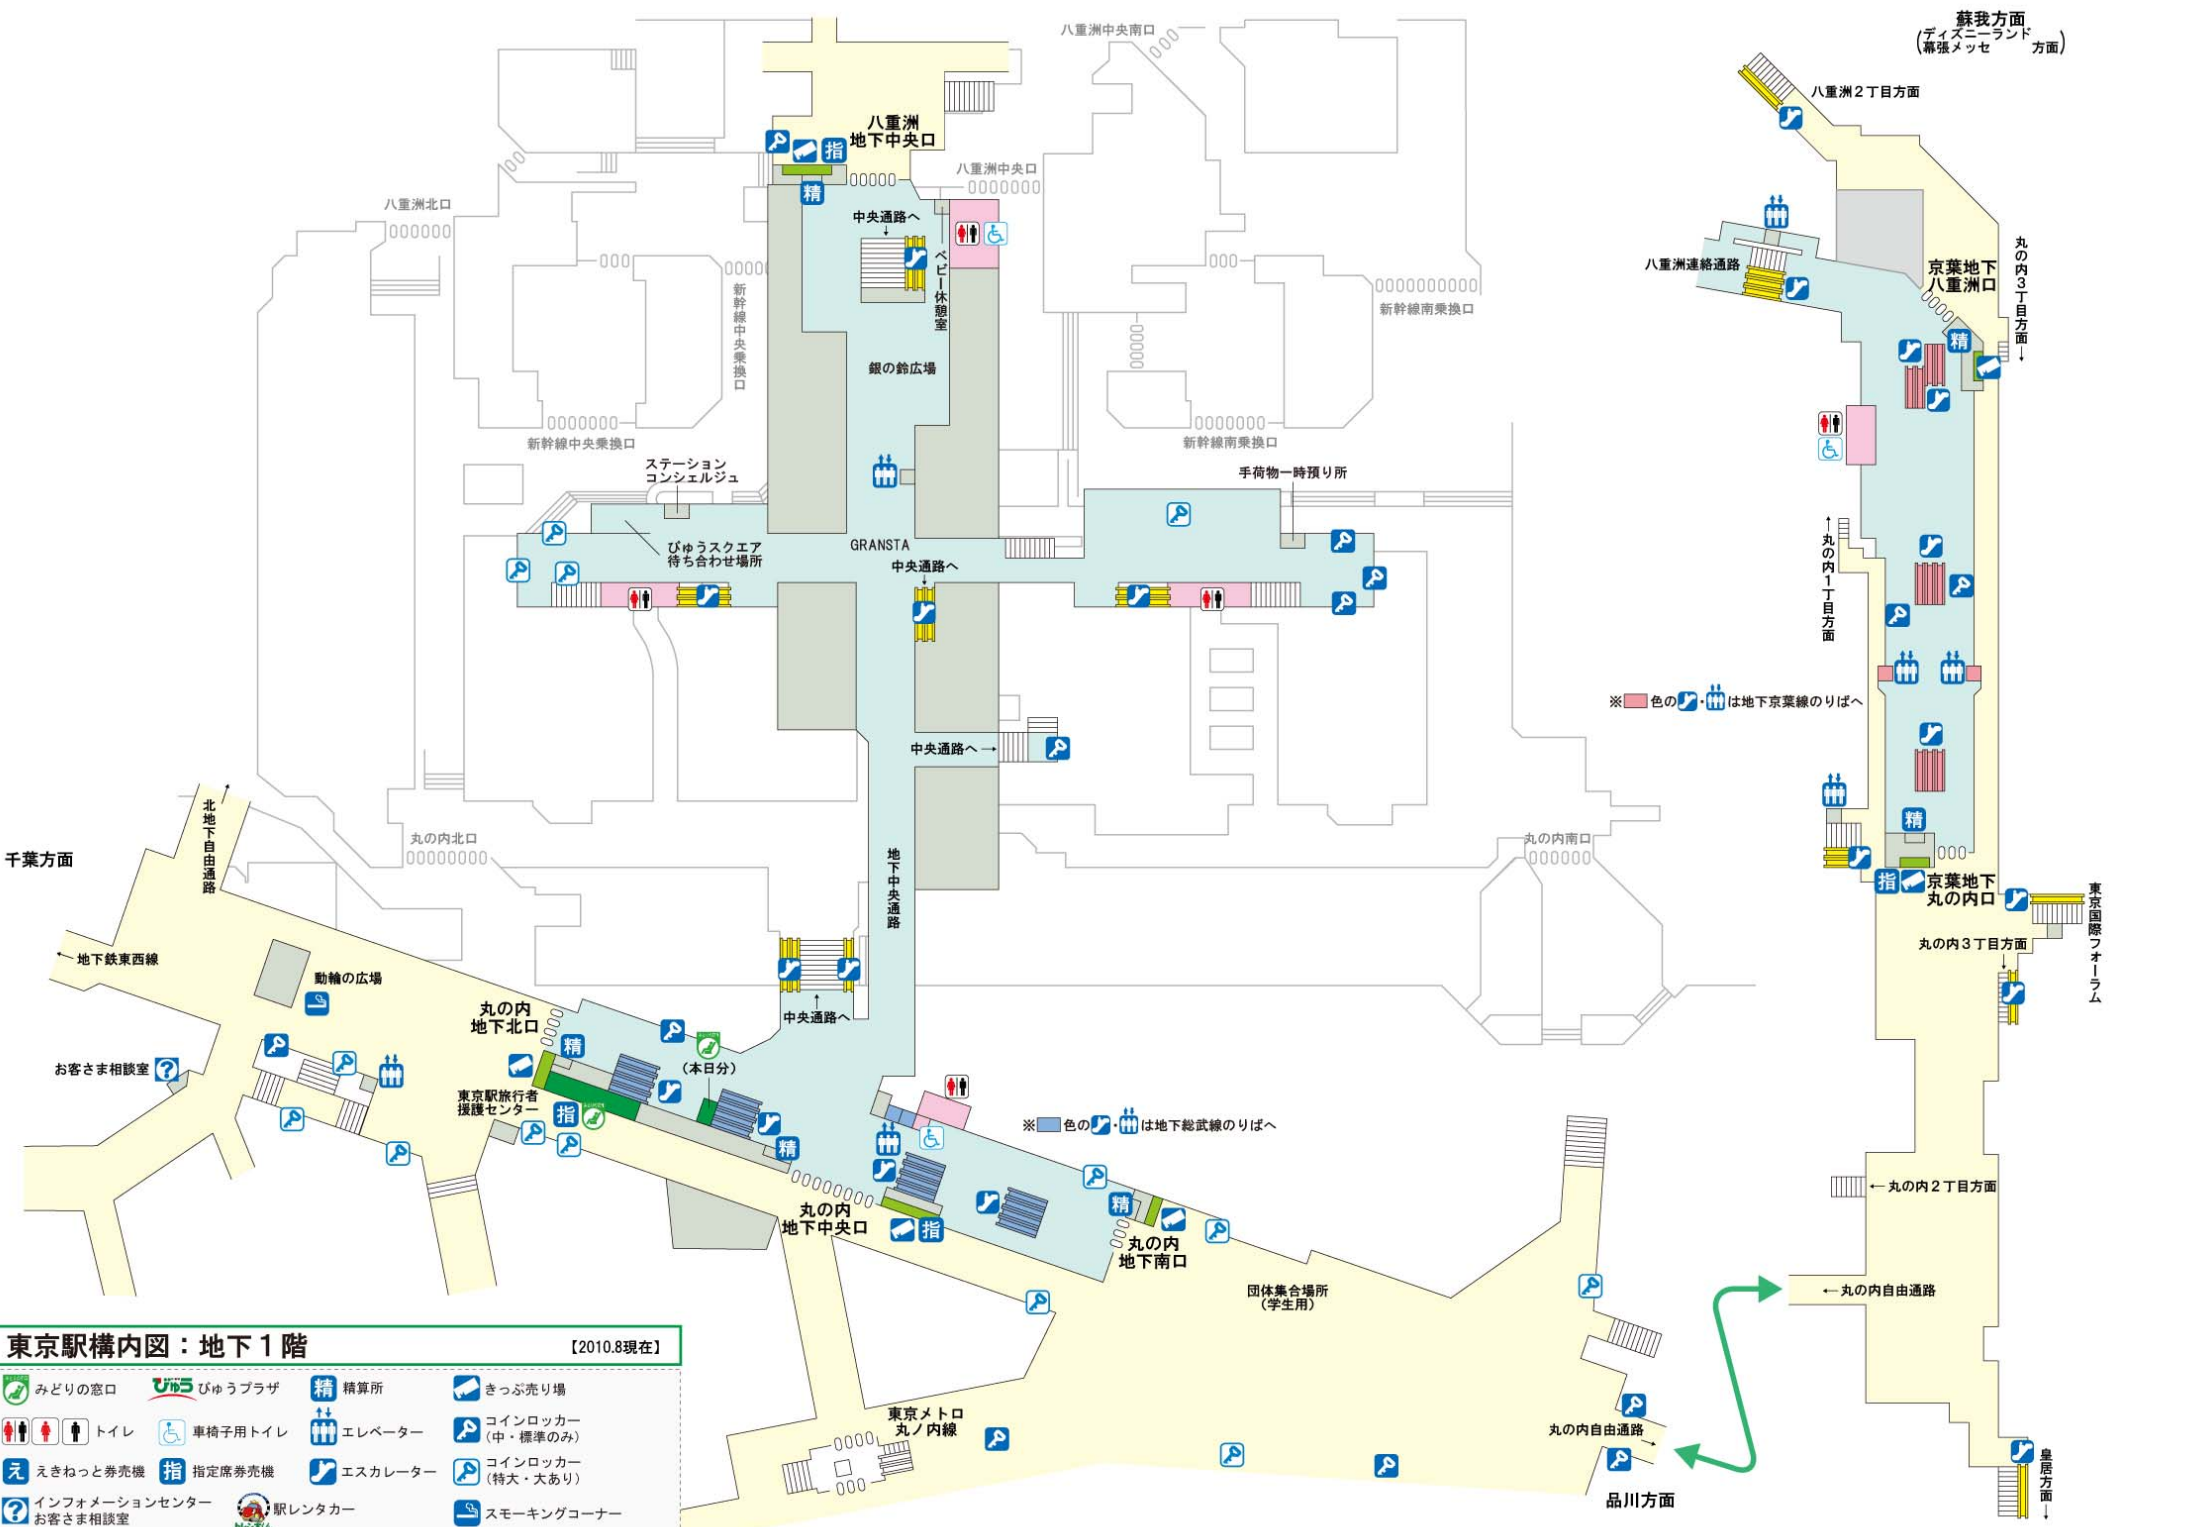 蘇我方面
(ディズニーランド
幕張メッセ 方面)
八重洲2丁目方面
八重洲中央南口
八重洲
地下中央口
指
精
八重洲中央口
八重洲北口
中央通路へ
ベビー休憩室
新幹線中央乗換口
新幹線南乗換口
銀の鈴広場
新幹線中央乗換口
新幹線南乗換口
八重洲連絡通路
京葉地下
八重洲口
丸の内3丁目方面→
精
ステーション
コンシェルジュ
手荷物一時預り所
びゅうスクエア
待ち合わせ場所
GRANSTA
中央通路へ
←丸の内1丁目方面
※ 色の ・ は地下京葉線のりばへ
中央通路へ→
精
指
京葉地下
丸の内口
東京国際フォーラム
丸の内3丁目方面
北地下自由通路
丸の内北口
丸の内南口
千葉方面
地下中央通路
←地下鉄東西線
動輪の広場
中央通路へ
丸の内
地下北口
精
(本日分)
お客さま相談室
東京駅旅行者
援護センター
指
精
※ 色の ・ は地下総武線のりばへ
丸の内
地下中央口
指
精
丸の内
地下南口
←丸の内2丁目方面
団体集合場所
(学生用)
←丸の内自由通路
東京メトロ
丸ノ内線
丸の内自由通路
→
品川方面
皇居方面→
東京駅構内図:地下1階 【2010.8現在】
みどりの窓口
びゅう びゅうプラザ
精 精算所
きっぷ売り場
トイレ
車椅子用トイレ
エレベーター
コインロッカー
(中・標準のみ)
え えきねっと券売機
指 指定席券売機
エスカレーター
コインロッカー
(特大・大あり)
? インフォメーションセンター
お客さま相談室
駅レンタカー
スモーキングコーナー